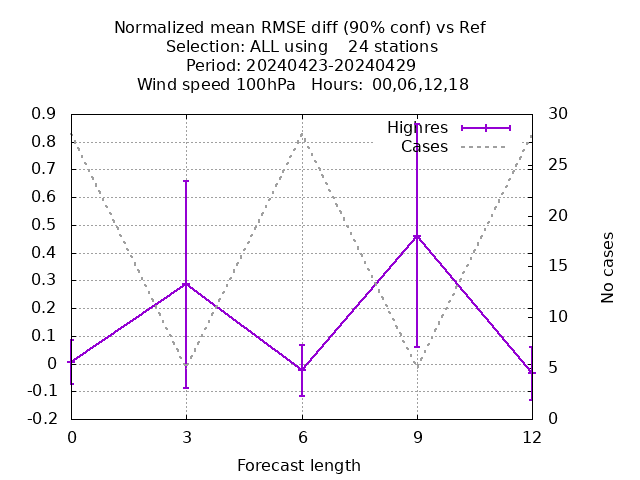 Normalized mean RMSE diff (90% conf) vs Ref
Selection: ALL using    24 stations
Period: 20240423-20240429
Wind speed 100hPa   Hours:  00,06,12,18
Highres
Cases
0.9
0.8
0.7
0.6
0.5
0.4
0.3
0.2
0.1
0
-0.1
-0.2
30
25
20
15
10
5
0
No cases
0 3 6 9 12
Forecast length